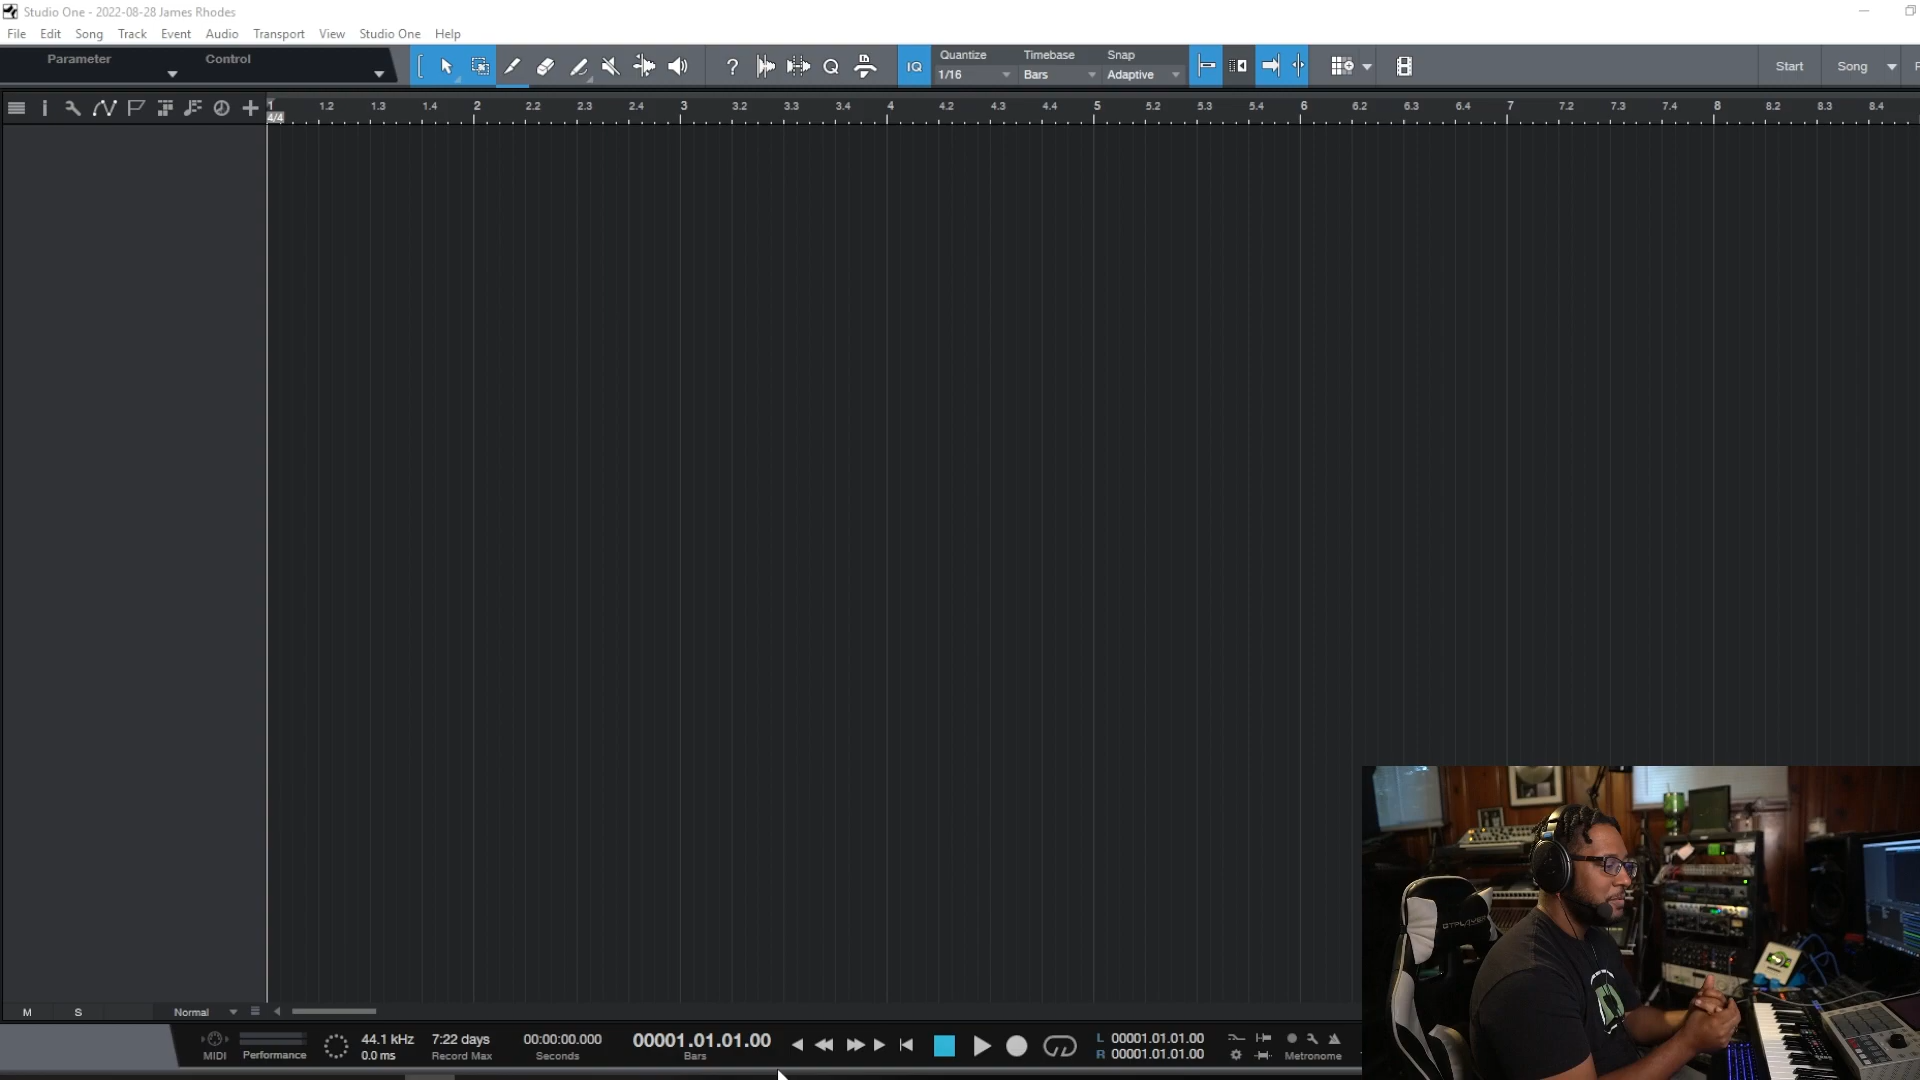 Studio One - 2022-08-28 James Rhodes
File Edit Song Track Event Audio Transport View Studio One Help
Parameter Control
? Q IQ
Quantize Timebase Snap
1/16 Bars Adaptive
Start Song
1 1.2 1.3 1.4 2 2.2 2.3 2.4 3 3.2 3.3 3.4 4 4.2 4.3 4.4 5 5.2 5.3 5.4 6 6.2 6.3 6.4 7 7.2 7.3 7.4 8 8.2 8.3 8.4
4/4
GTPLAYER
M S Normal
44.1 kHz 7:22 days 00:00:00.000 00001.01.01.00 L 00001.01.01.00
MIDI Performance 0.0 ms Record Max Seconds Bars R 00001.01.01.00 Metronome